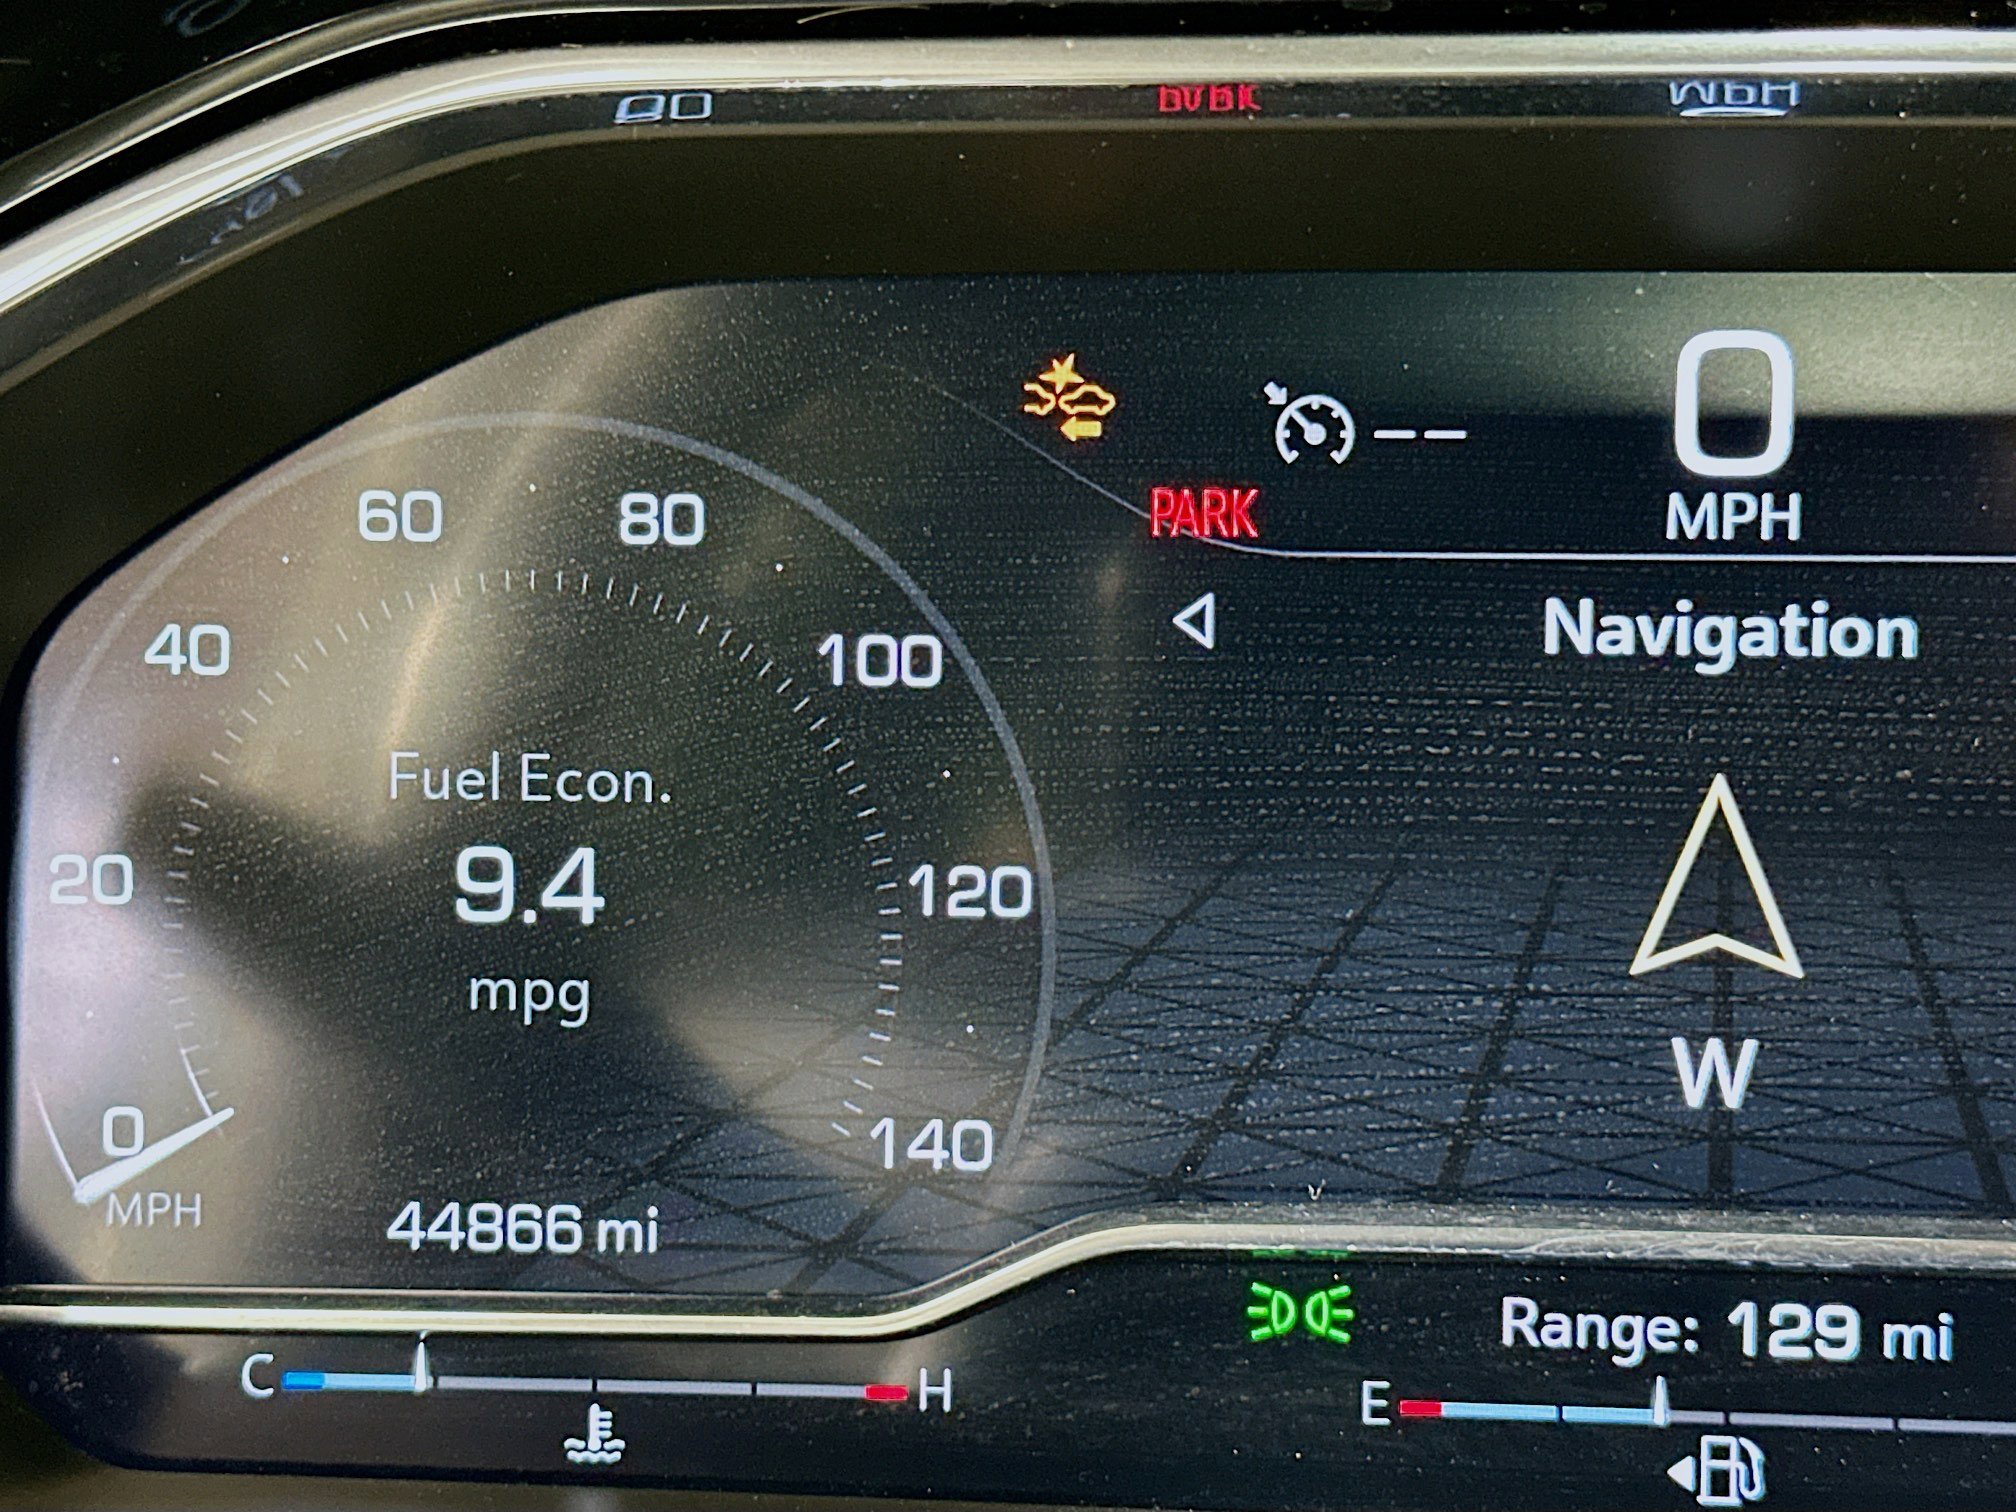 0
MPH
PARK
60
80
40
100
Navigation
Fuel Econ.
20
9.4
120
mpg
W
0
140
MPH
44866 mi
Range: 129 mi
C
H
E